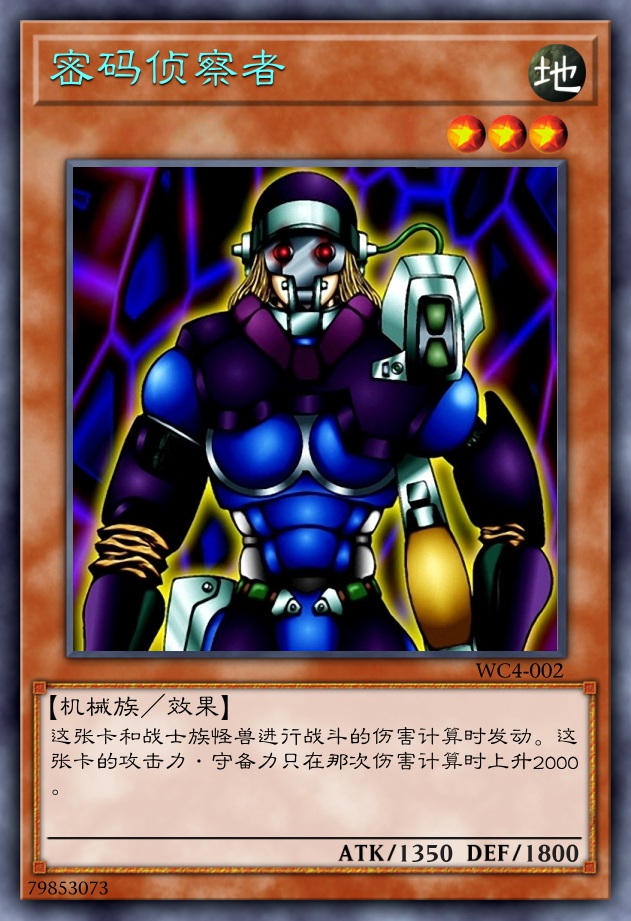 密码侦察者
地
WC4-002
【机械族／效果】
这张卡和战士族怪兽进行战斗的伤害计算时发动。这
张卡的攻击力·守备力只在那次伤害计算时上升2000
。
ATK/1350 DEF/1800
79853073